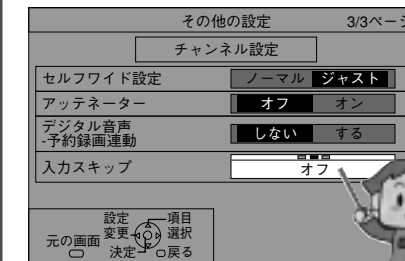 その他の設定 3/3ペー
チャンネル設定
セルフワイド設定 ノーマル ジャスト
アッテネーター オフ オン
デジタル音声
-予約録画連動 しない する
入力スキップ オフ
設定 項目
変更 選択
元の画面 決定 戻る